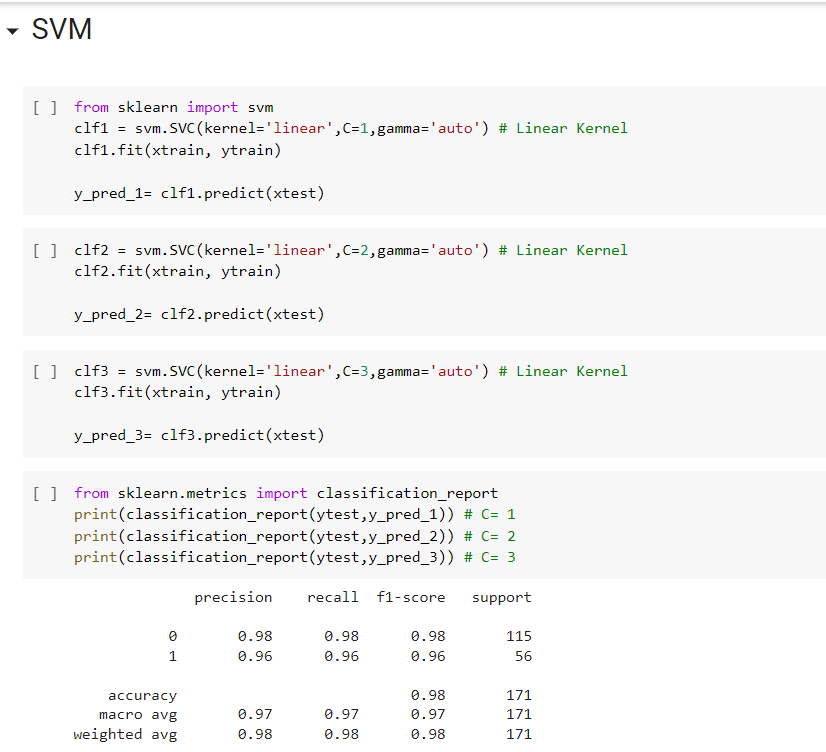 SVM
[ ] from sklearn import svm
clf1 = svm.SVC(kernel='linear',C=1,gamma='auto') # Linear Kernel
clf1.fit(xtrain, ytrain)
y_pred_1= clf1.predict(xtest)
[ ] clf2 = svm.SVC(kernel='linear',C=2,gamma='auto') # Linear Kernel
clf2.fit(xtrain, ytrain)
y_pred_2= clf2.predict(xtest)
[ ] clf3 = svm.SVC(kernel='linear',C=3,gamma='auto') # Linear Kernel
clf3.fit(xtrain, ytrain)
y_pred_3= clf3.predict(xtest)
[ ] from sklearn.metrics import classification_report
print(classification_report(ytest,y_pred_1)) # C= 1
print(classification_report(ytest,y_pred_2)) # C= 2
print(classification_report(ytest,y_pred_3)) # C= 3
precision recall f1-score support
0 0.98 0.98 0.98 115
1 0.96 0.96 0.96 56
accuracy 0.98 171
macro avg 0.97 0.97 0.97 171
weighted avg 0.98 0.98 0.98 171